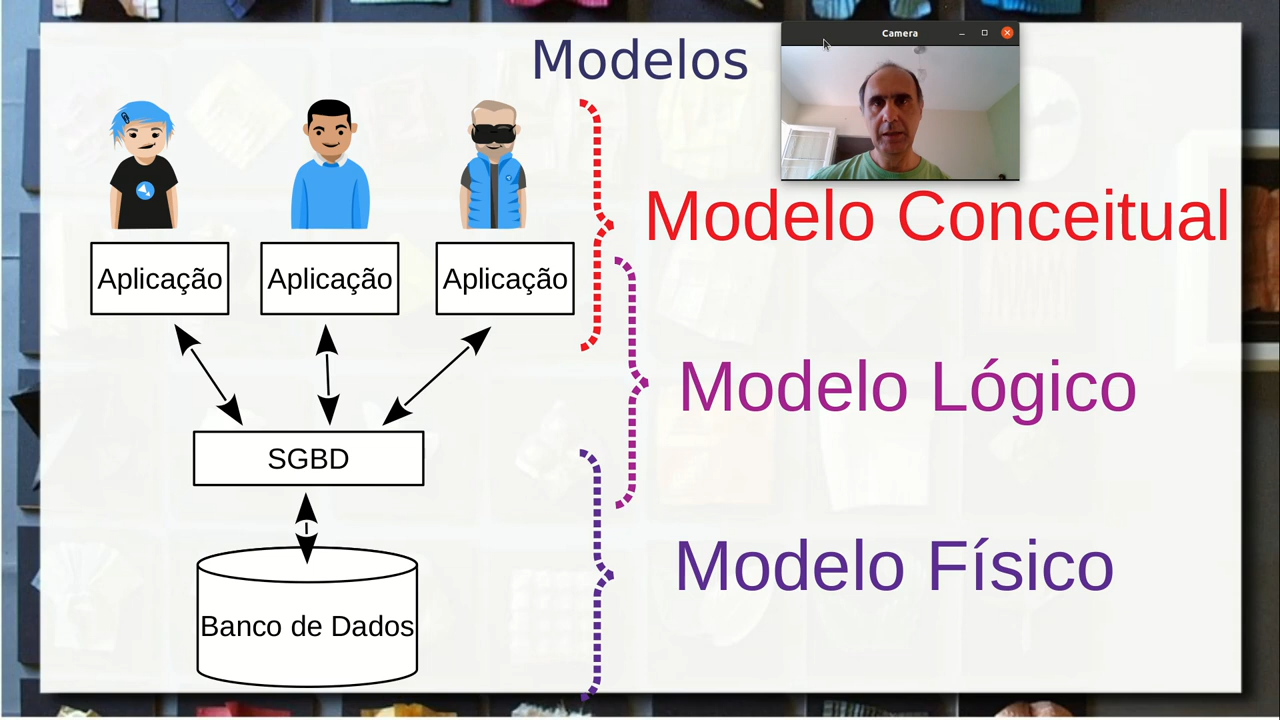 Modelos
Camera
Modelo Conceitual
Aplicação
Aplicação
Aplicação
Modelo Lógico
SGBD
Modelo Físico
Banco de Dados